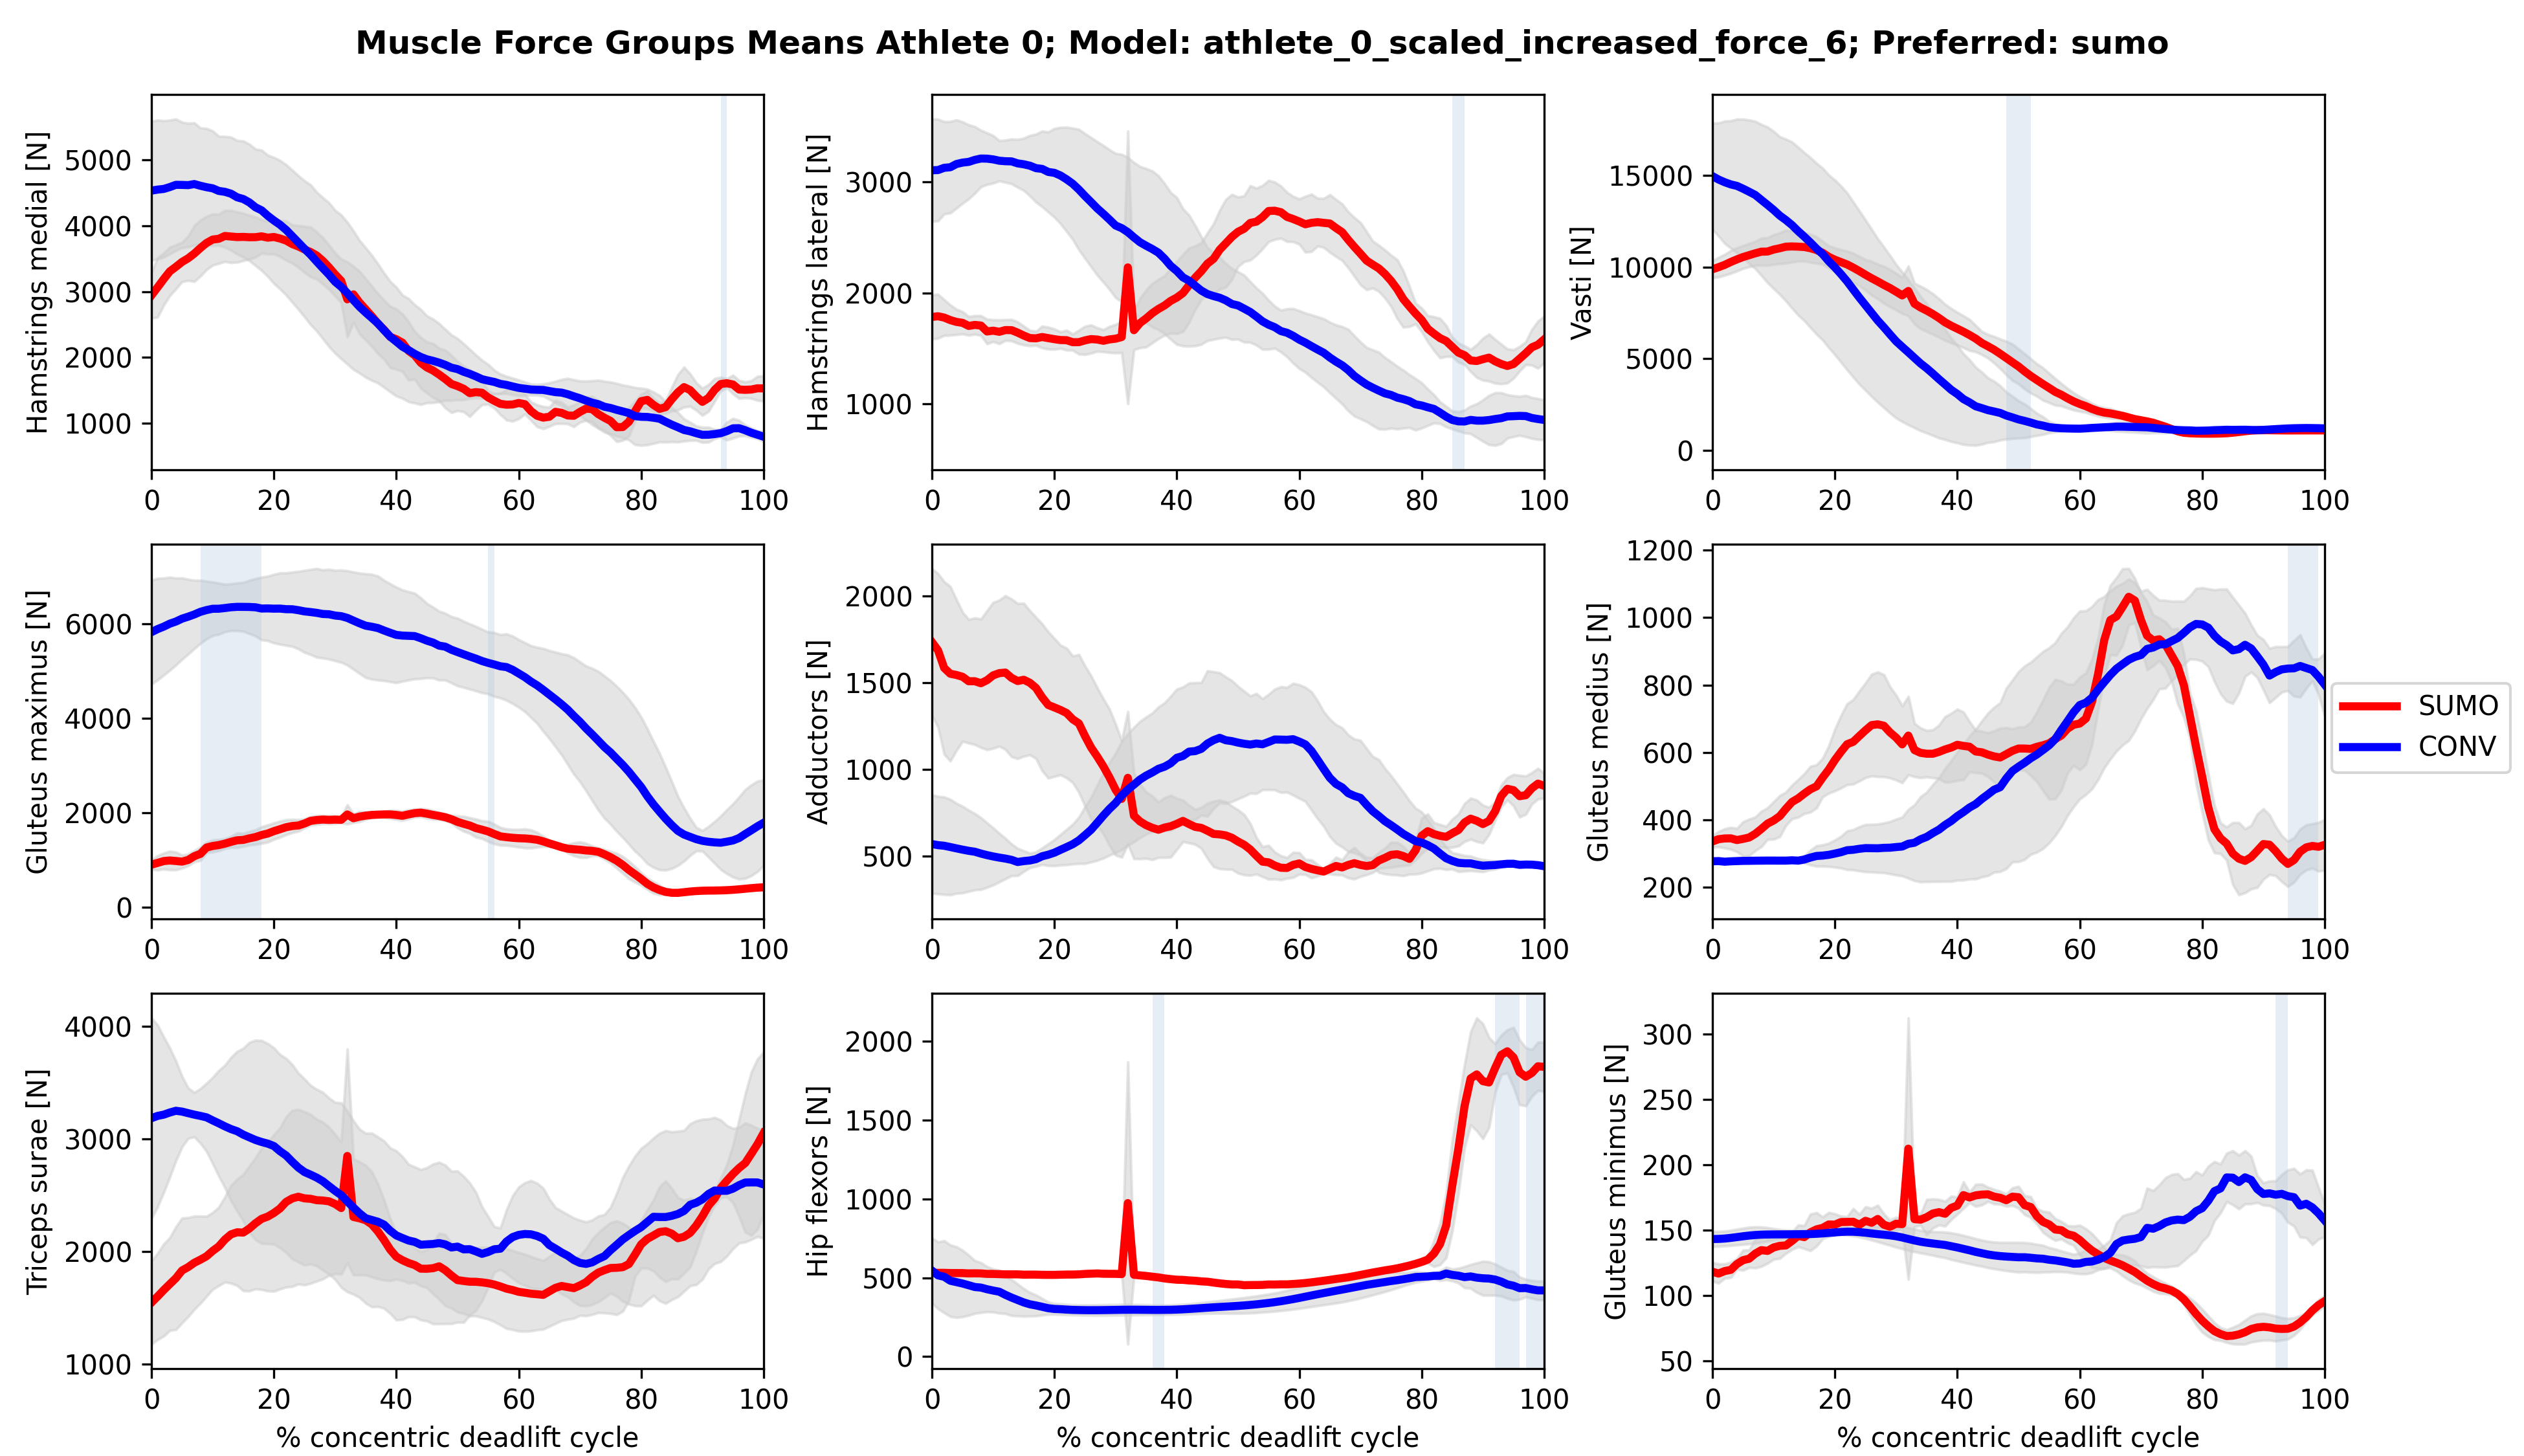 Muscle Force Groups Means Athlete 0; Model: athlete_0_scaled_increased_force_6; Preferred: sumo
Hamstrings medial [N]
5000
4000
3000
2000
1000
0 20 40 60 80 100
Hamstrings lateral [N]
3000
2000
1000
0 20 40 60 80 100
Vasti [N]
15000
10000
5000
0
0 20 40 60 80 100
Gluteus maximus [N]
6000
4000
2000
0
0 20 40 60 80 100
Adductors [N]
2000
1500
1000
500
0 20 40 60 80 100
Gluteus medius [N]
1200
1000
800
600
400
200
0 20 40 60 80 100
SUMO
CONV
Triceps surae [N]
4000
3000
2000
1000
0 20 40 60 80 100
% concentric deadlift cycle
Hip flexors [N]
2000
1500
1000
500
0
0 20 40 60 80 100
% concentric deadlift cycle
Gluteus minimus [N]
300
250
200
150
100
50
0 20 40 60 80 100
% concentric deadlift cycle